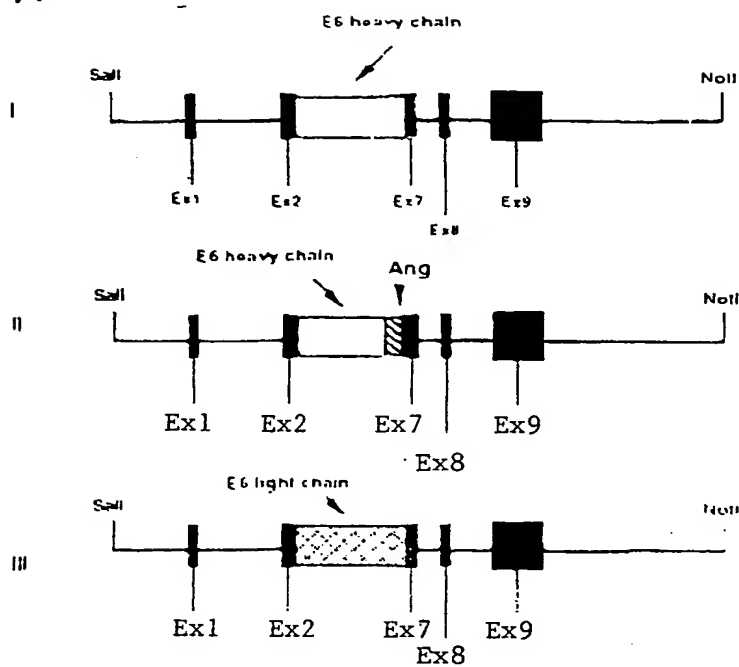 E6 heavy chain
SalI NotI
I
Ex1 Ex2 Ex7 Ex9
Ex8
E6 heavy chain Ang
SalI NotI
II
Ex1 Ex2 Ex7 Ex9
Ex8
E6 light chain
SalI NotI
III
Ex1 Ex2 Ex7 Ex9
Ex8